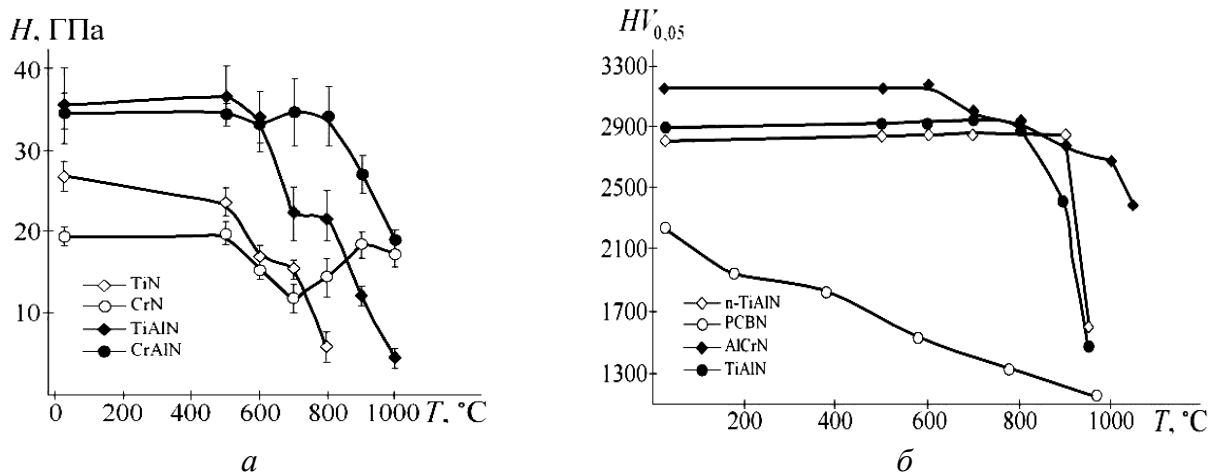 H, ГПа
40
30
20
10
TiN
CrN
TiAlN
CrAlN
0 200 400 600 800 1000 T, °C
а
HV0,05
3300
2900
2500
2100
1700
1300
n-TiAlN
PCBN
AlCrN
TiAlN
200 400 600 800 1000 T, °C
б